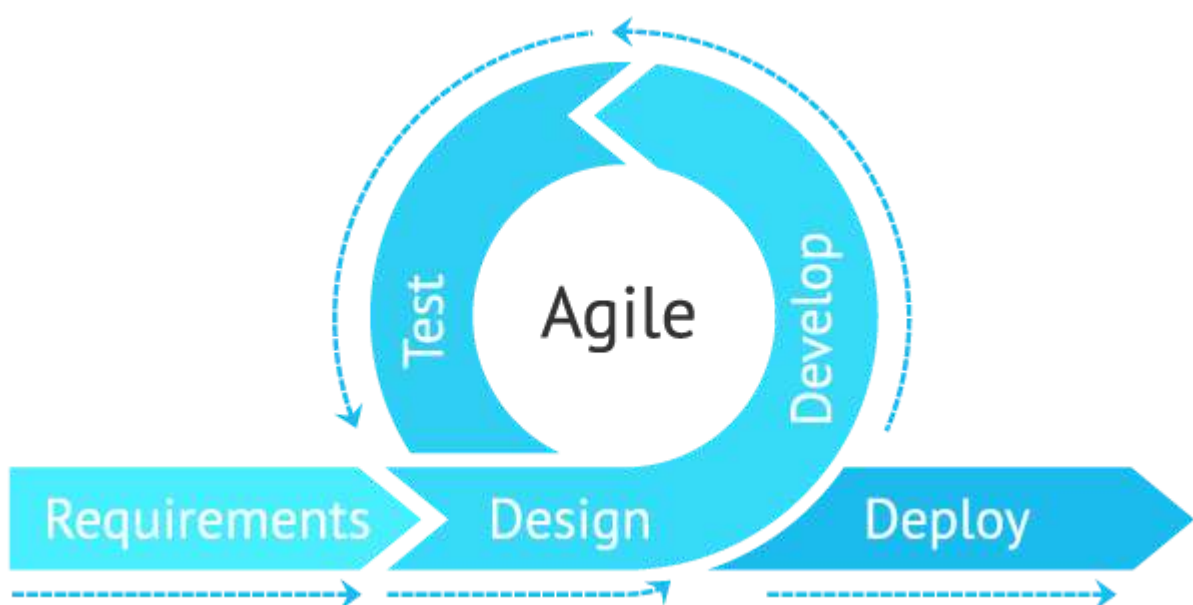 Agile
Test
Develop
Requirements
Design
Deploy